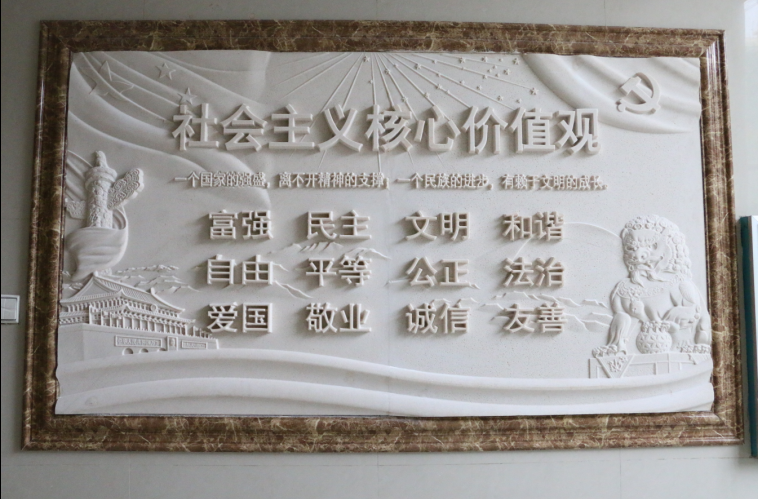 社会主义核心价值观
一个国家的强盛，离不开精神的支撑；一个民族的进步，有赖于文明的成长。
富强 民主 文明 和谐
自由 平等 公正 法治
爱国 敬业 诚信 友善